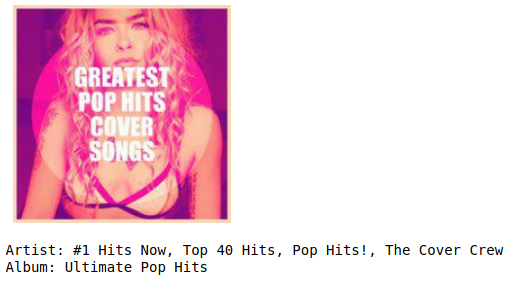 GREATEST
POP HITS
COVER
SONGS
Artist: #1 Hits Now, Top 40 Hits, Pop Hits!, The Cover Crew
Album: Ultimate Pop Hits